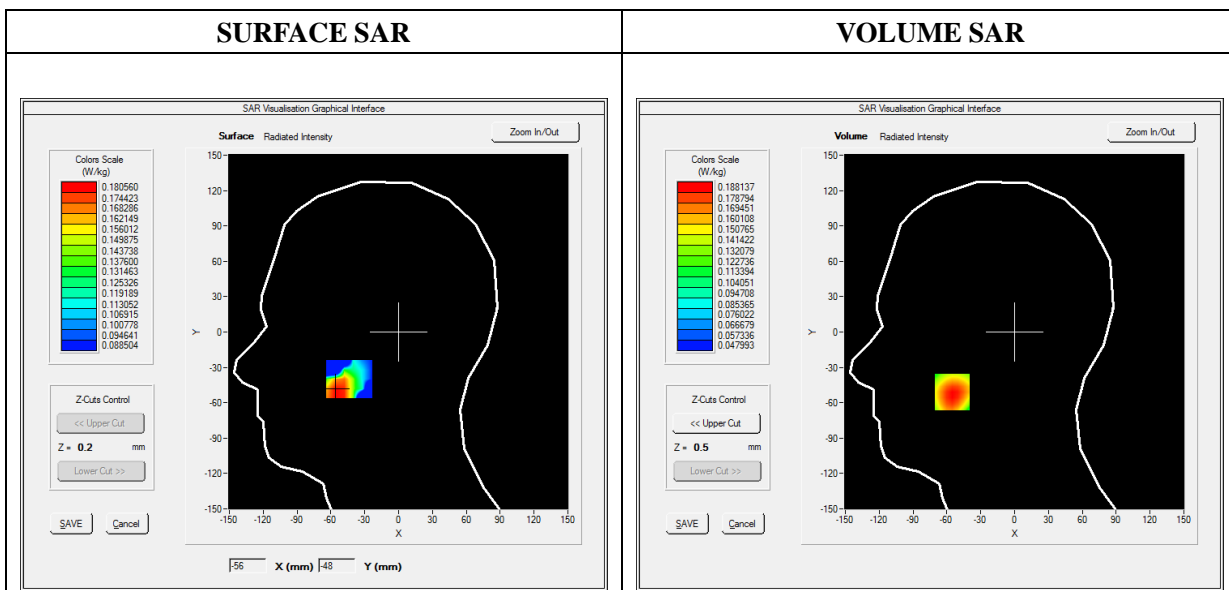 SURFACE SAR
SAR Visualisation Graphical Interface
Surface Radiated Intensity
Zoom In/Out
Colors Scale
(W/kg)
0.180560
0.174423
0.168286
0.162149
0.156012
0.149875
0.143738
0.137600
0.131463
0.125326
0.119189
0.113052
0.106915
0.100778
0.094641
0.088504
Z-Cuts Control
<< Upper Cut
Z = 0.2 mm
Lower Cut >>
SAVE Cancel
150
120
90
60
30
0
-30
-60
-90
-120
-150
Y
-150 -120 -90 -60 -30 0 30 60 90 120 150
X
-56 X (mm) -48 Y (mm)
VOLUME SAR
SAR Visualisation Graphical Interface
Volume Radiated Intensity
Zoom In/Out
Colors Scale
(W/kg)
0.188137
0.178794
0.169451
0.160108
0.150765
0.141422
0.132079
0.122736
0.113394
0.104051
0.094708
0.085365
0.076022
0.066679
0.057336
0.047993
Z-Cuts Control
<< Upper Cut
Z = 0.5 mm
Lower Cut >>
SAVE Cancel
150
120
90
60
30
0
-30
-60
-90
-120
-150
Y
-150 -120 -90 -60 -30 0 30 60 90 120 150
X